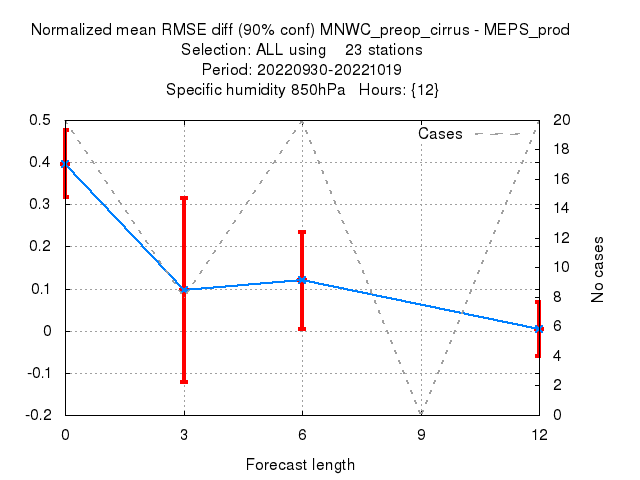 Normalized mean RMSE diff (90% conf) MNWC_preop_cirrus - MEPS_prod
Selection: ALL using 23 stations
Period: 20220930-20221019
Specific humidity 850hPa Hours: {12}
Cases
0.5
0.4
0.3
0.2
0.1
0
-0.1
-0.2
20
18
16
14
12
10
8
6
4
2
0
No cases
0 3 6 9 12
Forecast length